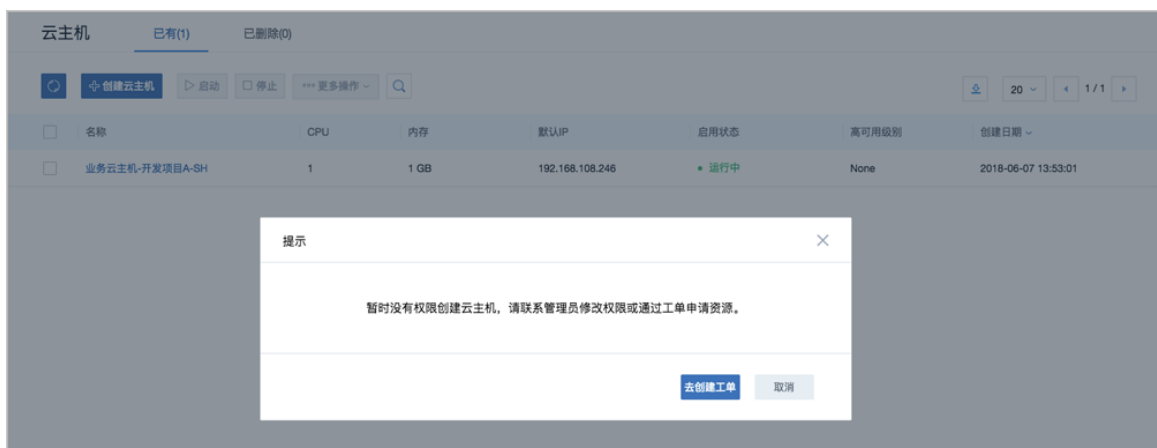 云主机 已有(1) 已删除(0)
创建云主机 启动 停止 ••• 更多操作 20 1 / 1
名称 CPU 内存 默认IP 启用状态 高可用级别 创建日期
业务云主机-开发项目A-SH 1 1 GB 192.168.108.246 运行中 None 2018-06-07 13:53:01
提示
暂时没有权限创建云主机，请联系管理员修改权限或通过工单申请资源。
去创建工单 取消